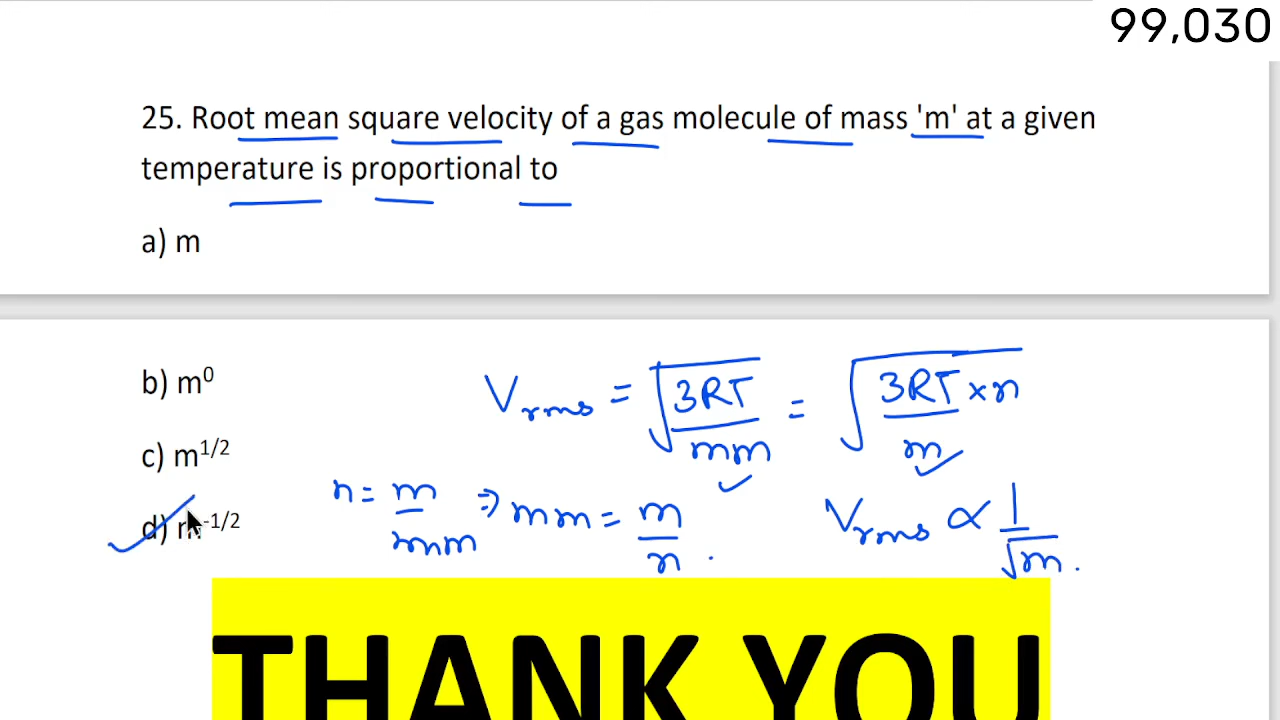 99,030
25. Root mean square velocity of a gas molecule of mass 'm' at a given
temperature is proportional to
a) m
b) m⁰
c) m^1/2
d) m^-1/2
Vrms = √(3RT/mm) = √(3RT/m × n)
n = m/mm ⇒ mm = m/n .
Vrms ∝ 1/√m .
THANK YOU